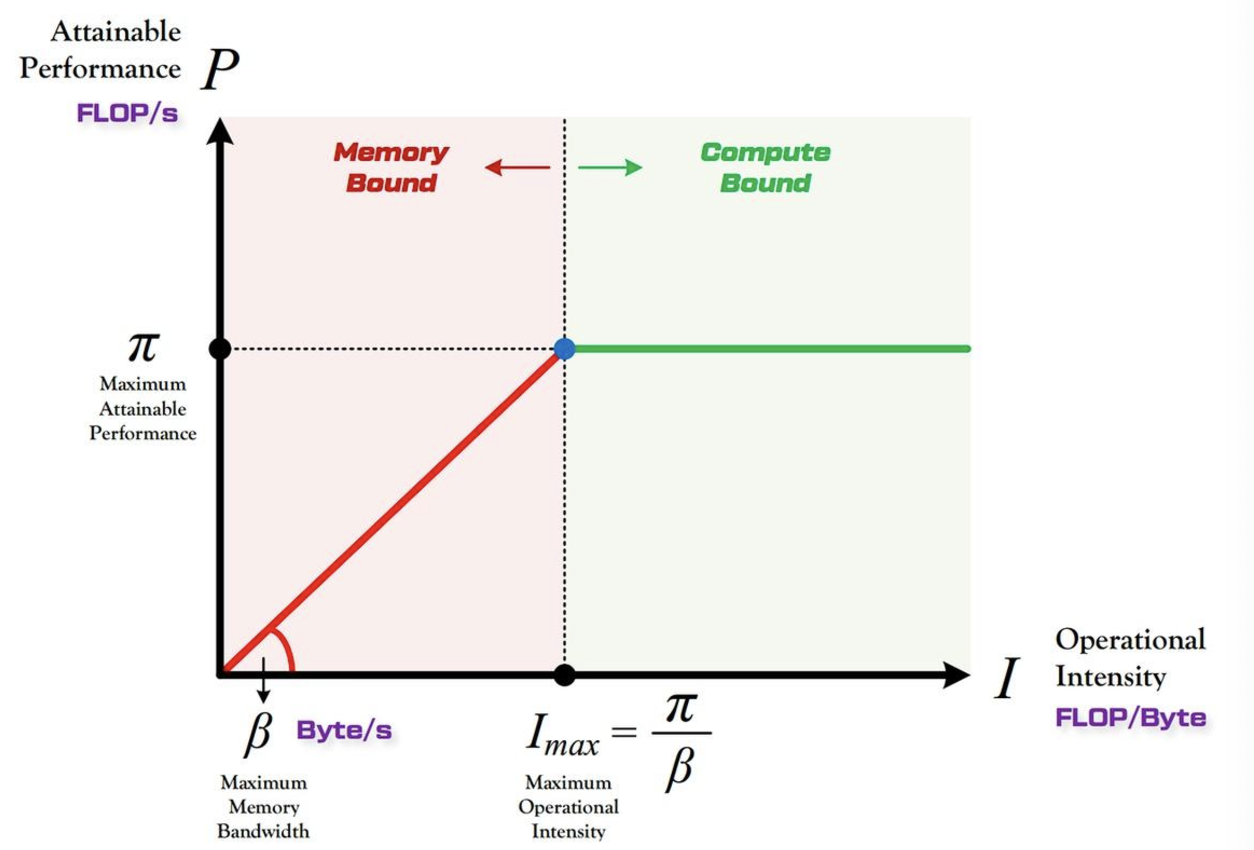 Attainable
Performance P
FLOP/s
Memory
Bound
Compute
Bound
π
Maximum
Attainable
Performance
Operational
Intensity
I
FLOP/Byte
β Byte/s
Maximum
Memory
Bandwidth
I_max = π/β
Maximum
Operational
Intensity